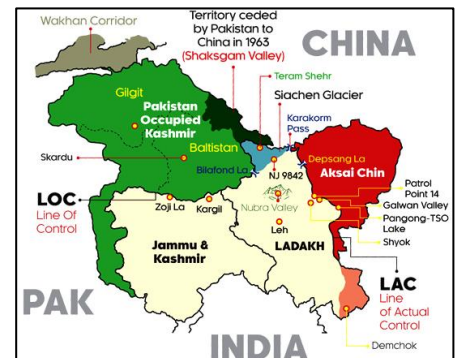 Wakhan Corridor
Territory ceded
by Pakistan to
China in 1963
(Shaksgam Valley)
CHINA
Teram Shehr
Siachen Glacier
Gilgit
Pakistan
Occupied
Kashmir
Karakorm
Pass
Baltistan
Depsang La
Skardu
Bilafond La
NJ 9842
Aksai Chin
Patrol
Point 14
Galwan Valley
Pangong-TSO
Lake
Shyok
LOC
Line Of
Control
Zoji La
Kargil
Nubra Valley
Leh
Jammu &
Kashmir
LADAKH
LAC
Line
of Actual
Control
PAK
INDIA
Demchok